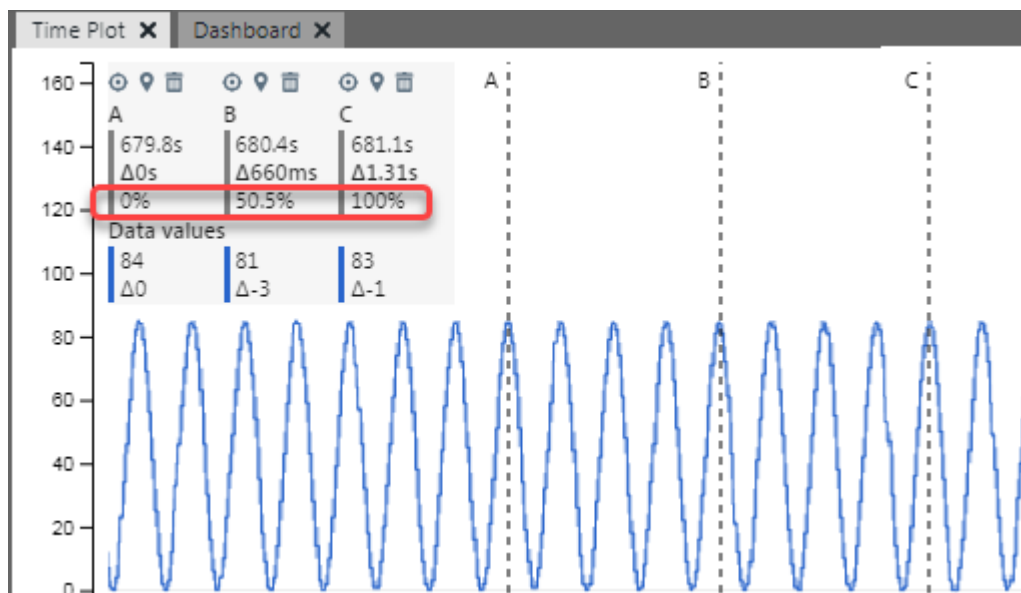 Time Plot Dashboard
160
140
120
100
80
60
40
20
0
A B C
679.8s 680.4s 681.1s
Δ0s Δ660ms Δ1.31s
0% 50.5% 100%
Data values
84 81 83
Δ0 Δ-3 Δ-1
A B C